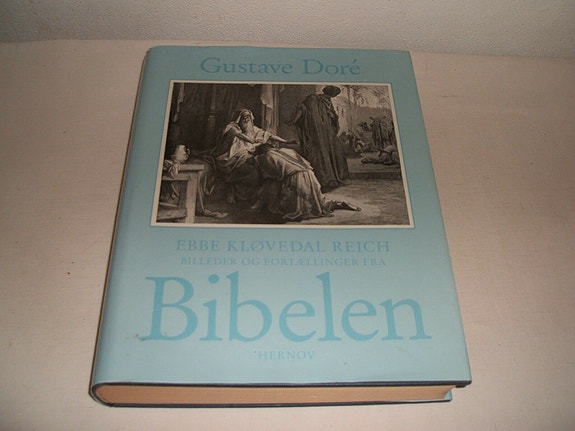 Gustave Doré
EBBE KLØVEDAL REICH
BILLEDER OG FORTÆLLINGER FRA
Bibelen
HERNOV